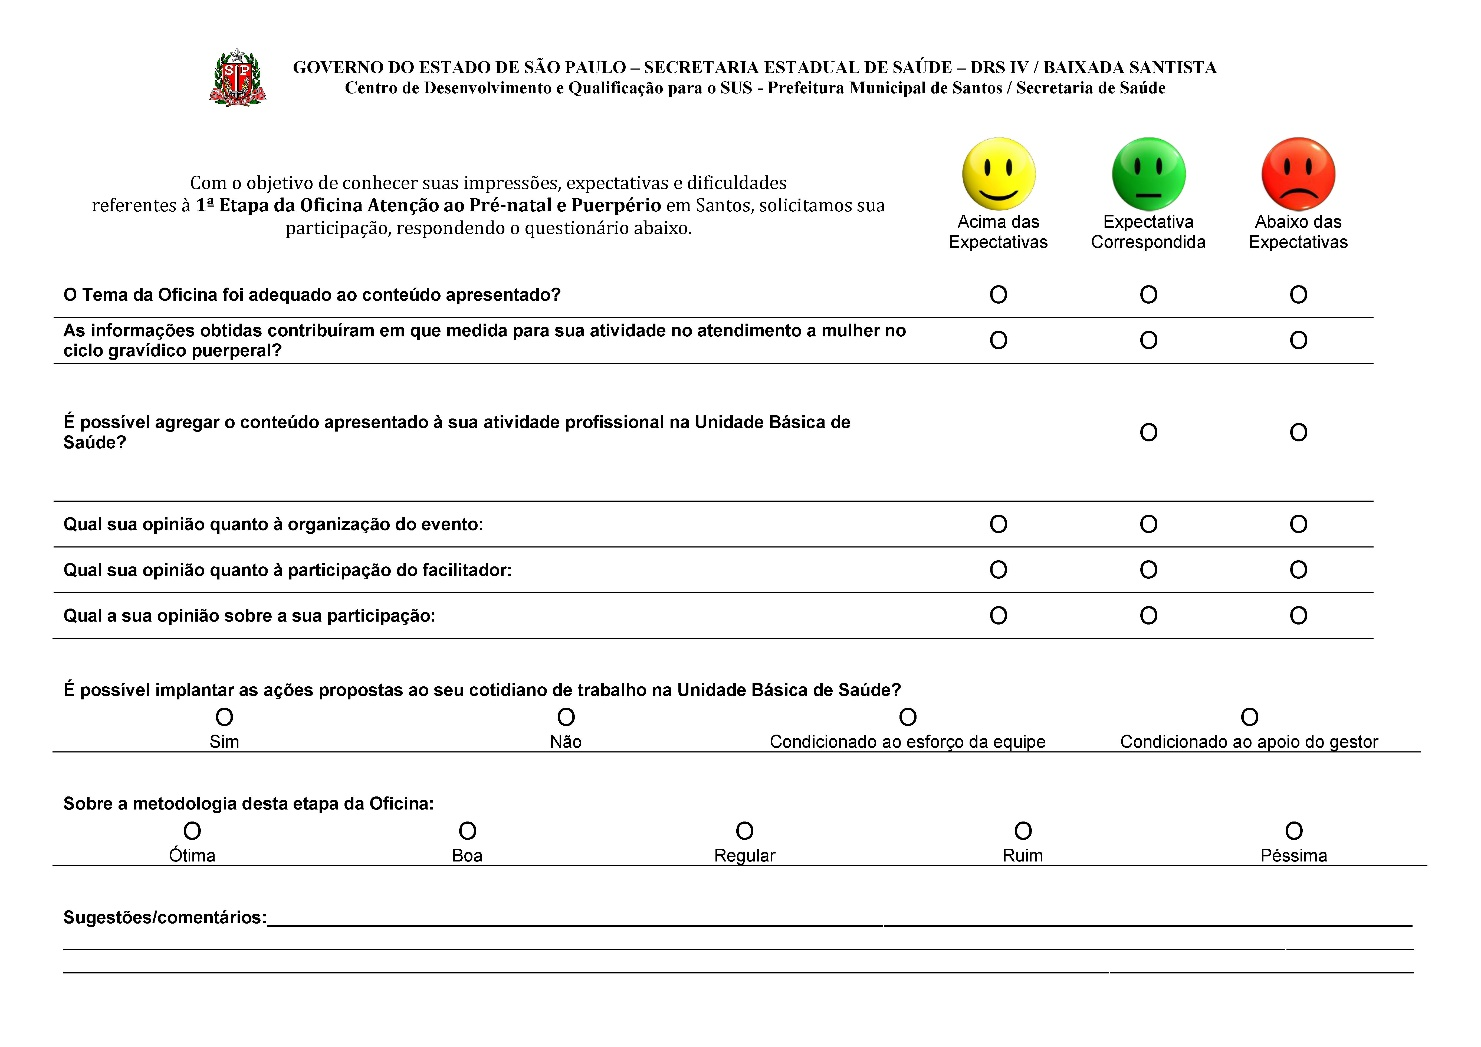 GOVERNO DO ESTADO DE SÃO PAULO – SECRETARIA ESTADUAL DE SAÚDE – DRS IV / BAIXADA SANTISTA
Centro de Desenvolvimento e Qualificação para o SUS - Prefeitura Municipal de Santos / Secretaria de Saúde
Com o objetivo de conhecer suas impressões, expectativas e dificuldades
referentes à 1ª Etapa da Oficina Atenção ao Pré-natal e Puerpério em Santos, solicitamos sua
participação, respondendo o questionário abaixo.
Acima das
Expectativas
Expectativa
Correspondida
Abaixo das
Expectativas
O Tema da Oficina foi adequado ao conteúdo apresentado? O O O
As informações obtidas contribuíram em que medida para sua atividade no atendimento a mulher no
ciclo gravídico puerperal? O O O
É possível agregar o conteúdo apresentado à sua atividade profissional na Unidade Básica de
Saúde? O O
Qual sua opinião quanto à organização do evento: O O O
Qual sua opinião quanto à participação do facilitador: O O O
Qual a sua opinião sobre a sua participação: O O O
É possível implantar as ações propostas ao seu cotidiano de trabalho na Unidade Básica de Saúde?
O O O O
Sim Não Condicionado ao esforço da equipe Condicionado ao apoio do gestor
Sobre a metodologia desta etapa da Oficina:
O O O O O
Ótima Boa Regular Ruim Péssima
Sugestões/comentários: